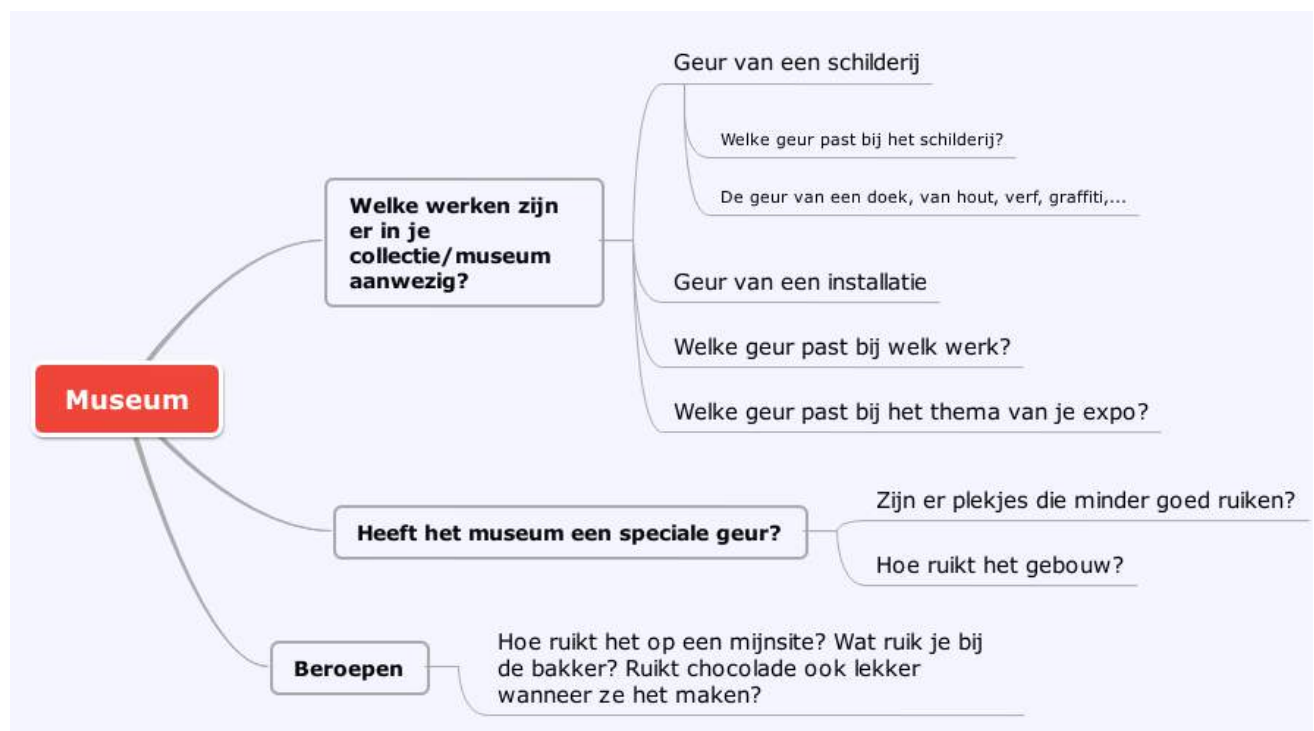 Museum
Welke werken zijn
er in je
collectie/museum
aanwezig?
Geur van een schilderij
Welke geur past bij het schilderij?
De geur van een doek, van hout, verf, graffiti,...
Geur van een installatie
Welke geur past bij welk werk?
Welke geur past bij het thema van je expo?
Heeft het museum een speciale geur?
Zijn er plekjes die minder goed ruiken?
Hoe ruikt het gebouw?
Beroepen
Hoe ruikt het op een mijnsite? Wat ruik je bij
de bakker? Ruikt chocolade ook lekker
wanneer ze het maken?